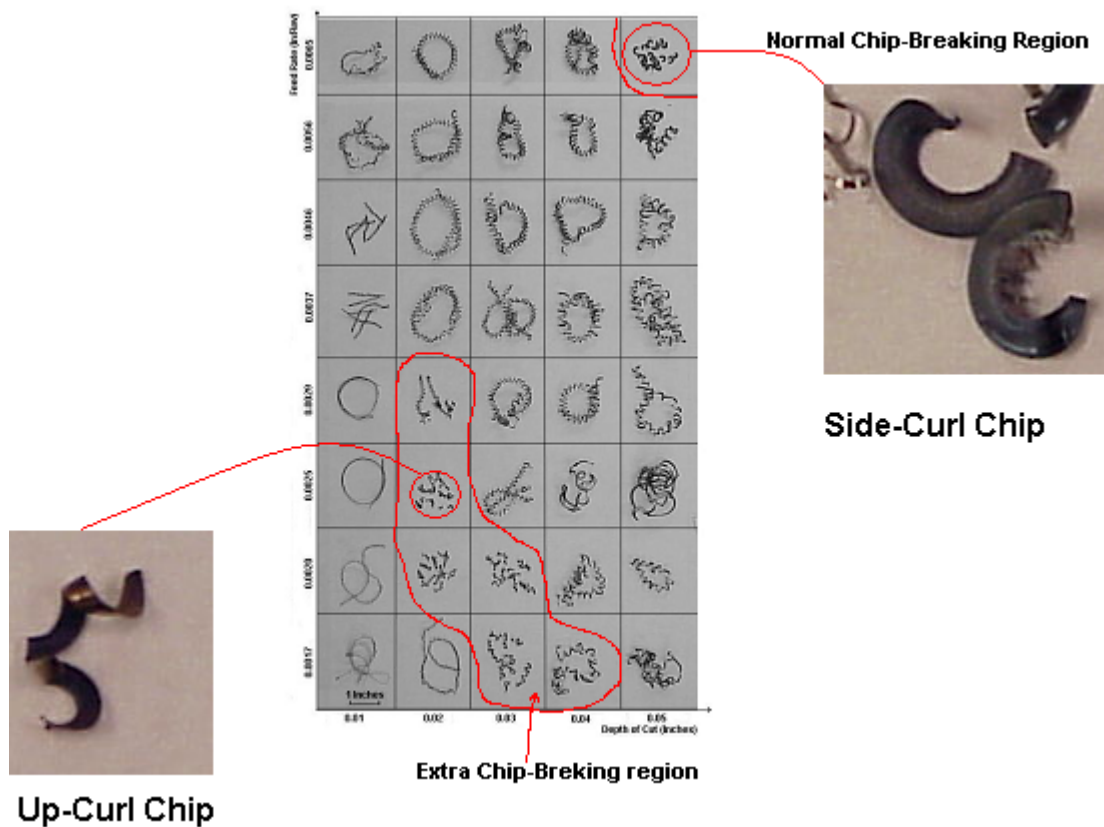 Normal Chip-Breaking Region
Feed Rate (In/Rev)
0.0065
0.0056
0.0046
0.0037
0.0029
0.0025
0.0020
0.0017
Side-Curl Chip
1 Inches
0.01 0.02 0.03 0.04 0.05
Depth of Cut (Inches)
Extra Chip-Breking region
Up-Curl Chip